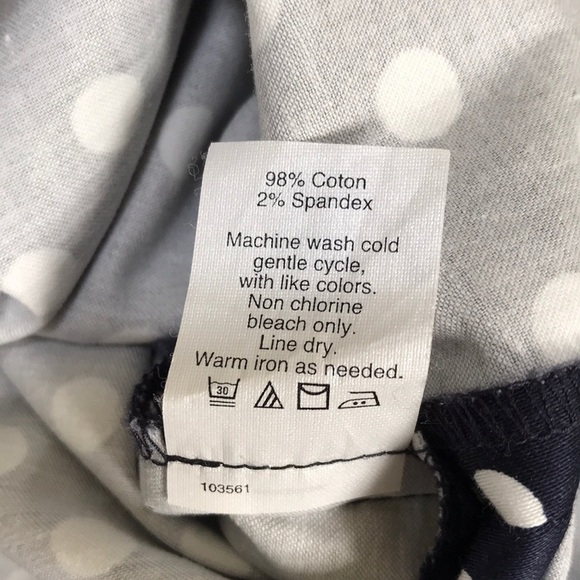 98% Coton
2% Spandex
Machine wash cold
gentle cycle,
with like colors.
Non chlorine
bleach only.
Line dry.
Warm iron as needed.
30
103561